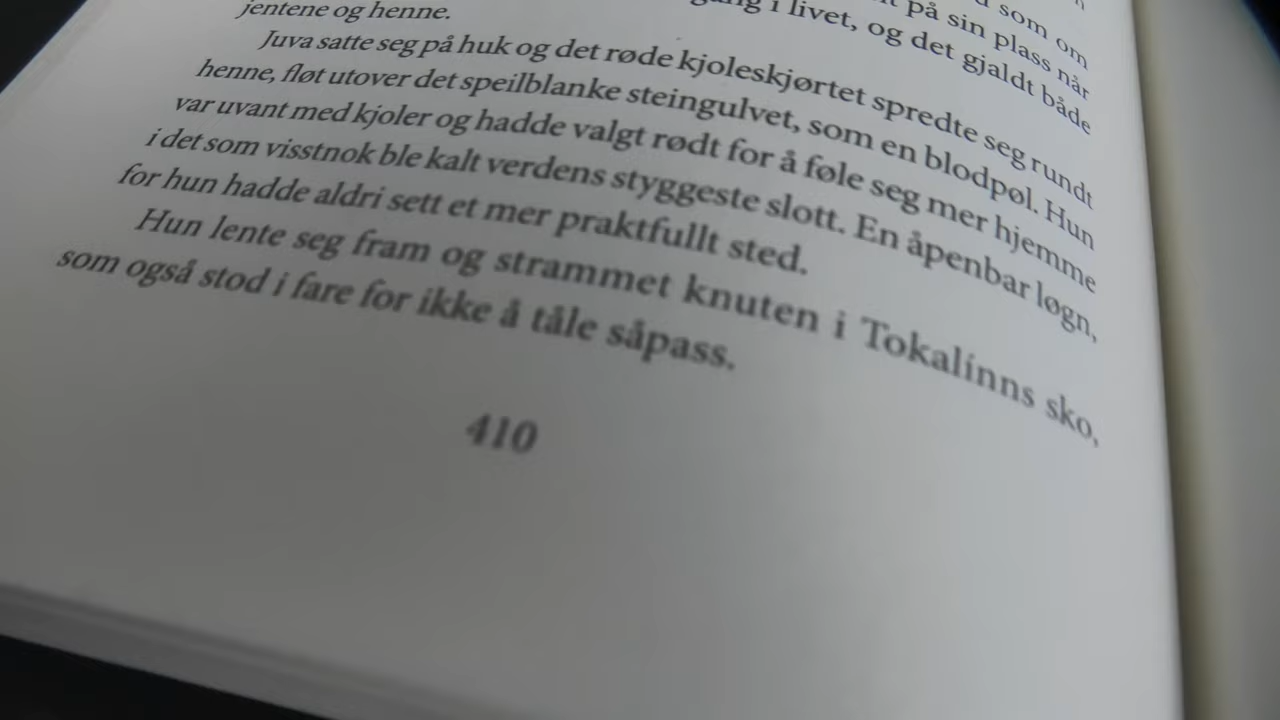 som om
på sin plass når
i livet, og det gjaldt både
jentene og henne.
Juva satte seg på huk og det røde kjoleskjørtet spredte seg rundt
henne, fløt utover det speilblanke steingulvet, som en blodpøl. Hun
var uvant med kjoler og hadde valgt rødt for å føle seg mer hjemme
i det som visstnok ble kalt verdens styggeste slott. En åpenbar løgn,
for hun hadde aldri sett et mer praktfullt sted.
Hun lente seg fram og strammet knuten i Tokalínns sko,
som også stod i fare for ikke å tåle såpass.
410